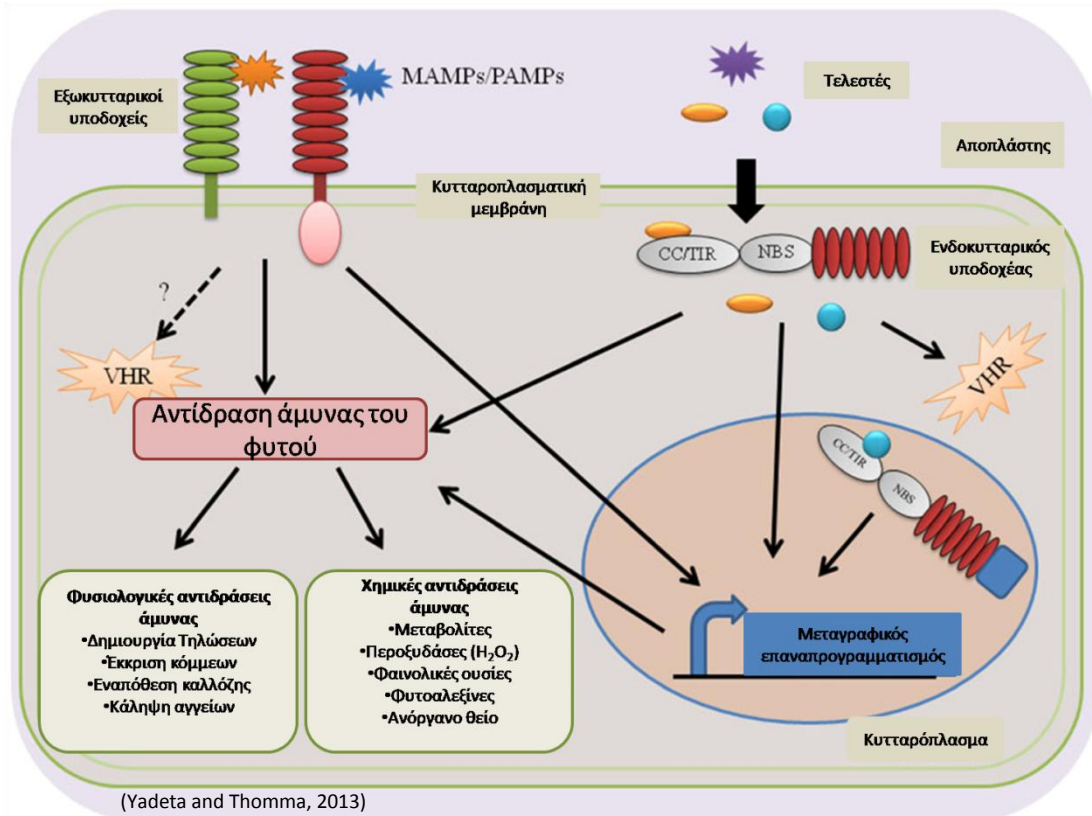 Εξωκυτταρικοί
υποδοχείς
MAMPs/PAMPs
Τελεστές
Αποπλάστης
Κυτταροπλασματική
μεμβράνη
CC/TIR
NBS
Ενδοκυτταρικός
υποδοχέας
?
VHR
VHR
Αντίδραση άμυνας του
φυτού
CC/TIR
NBS
Φυσιολογικές αντιδράσεις
άμυνας
•Δημιουργία Τηλώσεων
•Έκκριση κόμμεων
•Εναπόθεση καλλόζης
•Κάληψη αγγείων
Χημικές αντιδράσεις
άμυνας
•Μεταβολίτες
•Περοξυδάσες (H₂O₂)
•Φαινολικές ουσίες
•Φυτοαλεξίνες
•Ανόργανο θείο
Μεταγραφικός
επαναπρογραμματισμός
Κυτταρόπλασμα
(Yadeta and Thomma, 2013)